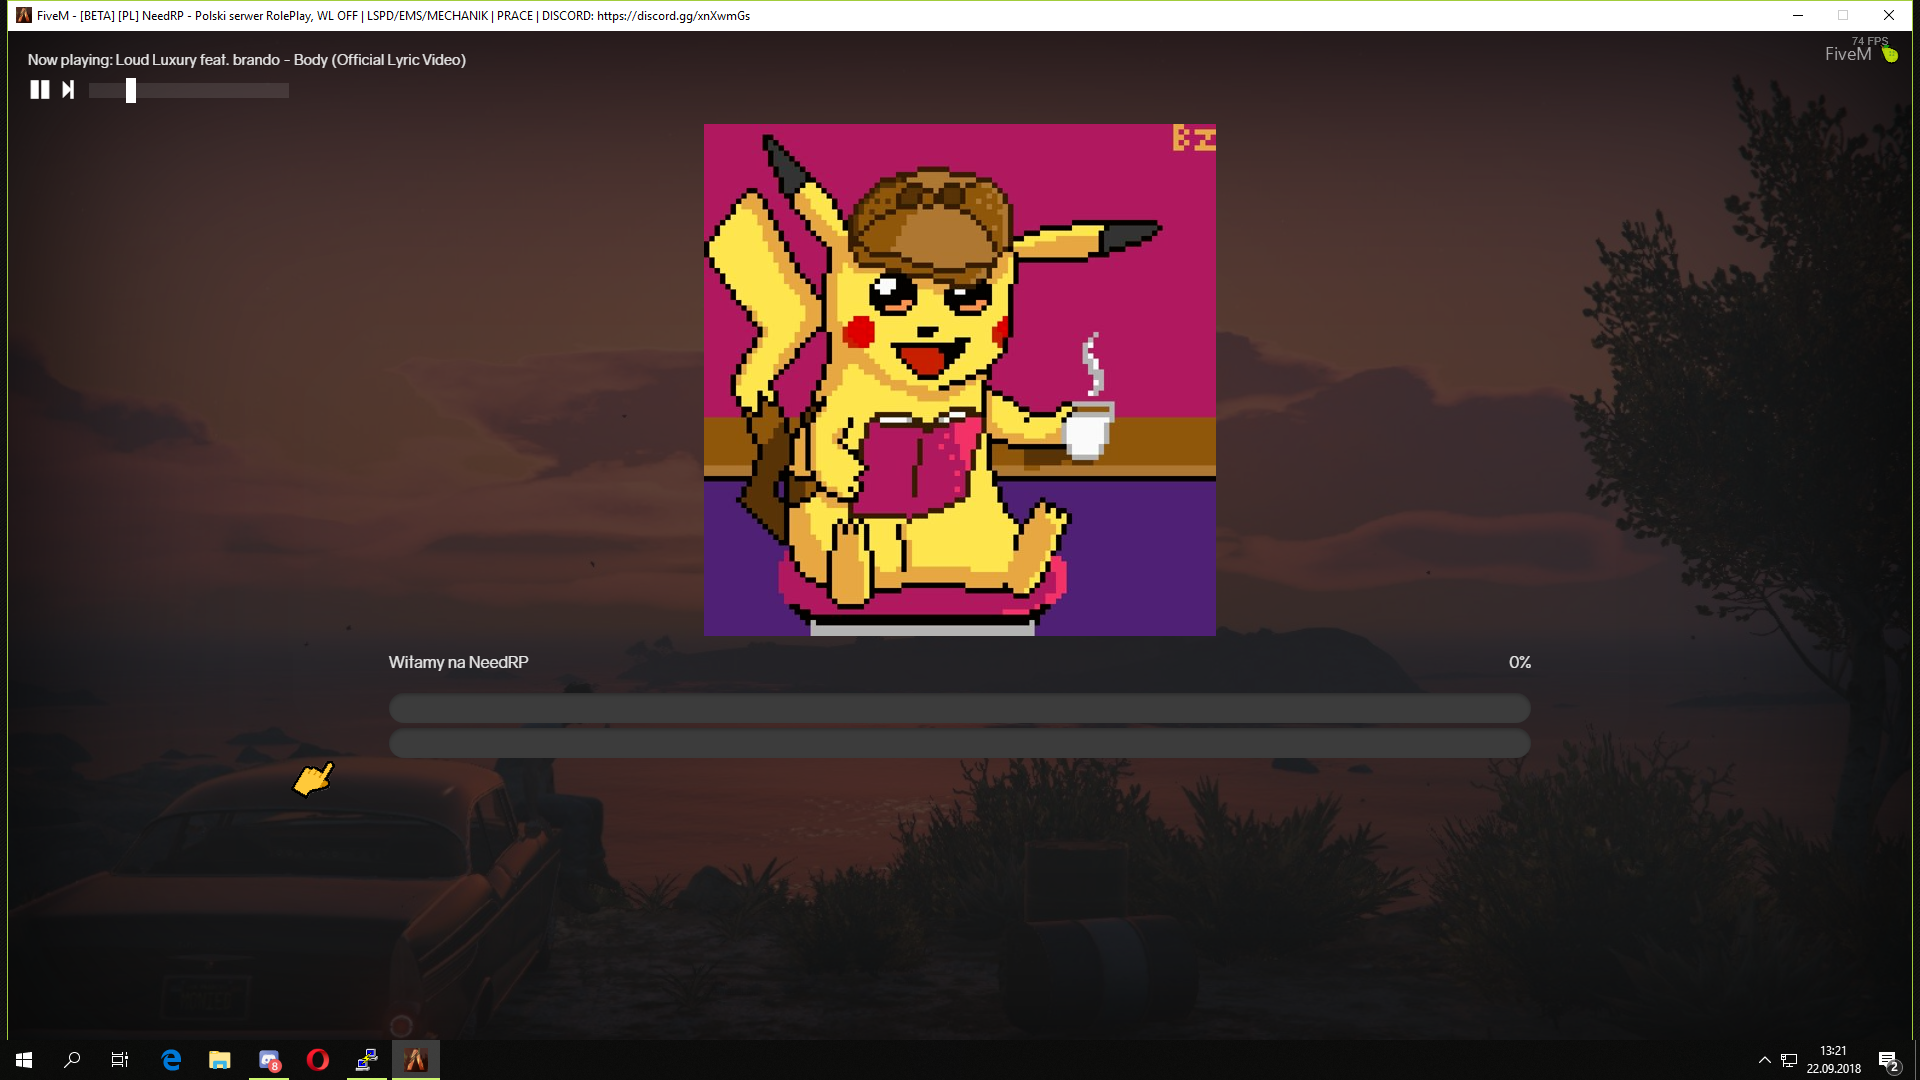 FiveM - [BETA] [PL] NeedRP - Polski serwer RolePlay, WL OFF | LSPD/EMS/MECHANIK | PRACE | DISCORD: https://discord.gg/xnXwmGs
74 FPS
FiveM
Now playing: Loud Luxury feat. brando - Body (Official Lyric Video)
Bz
Witamy na NeedRP 0%
8
13:21
22.09.2018
2